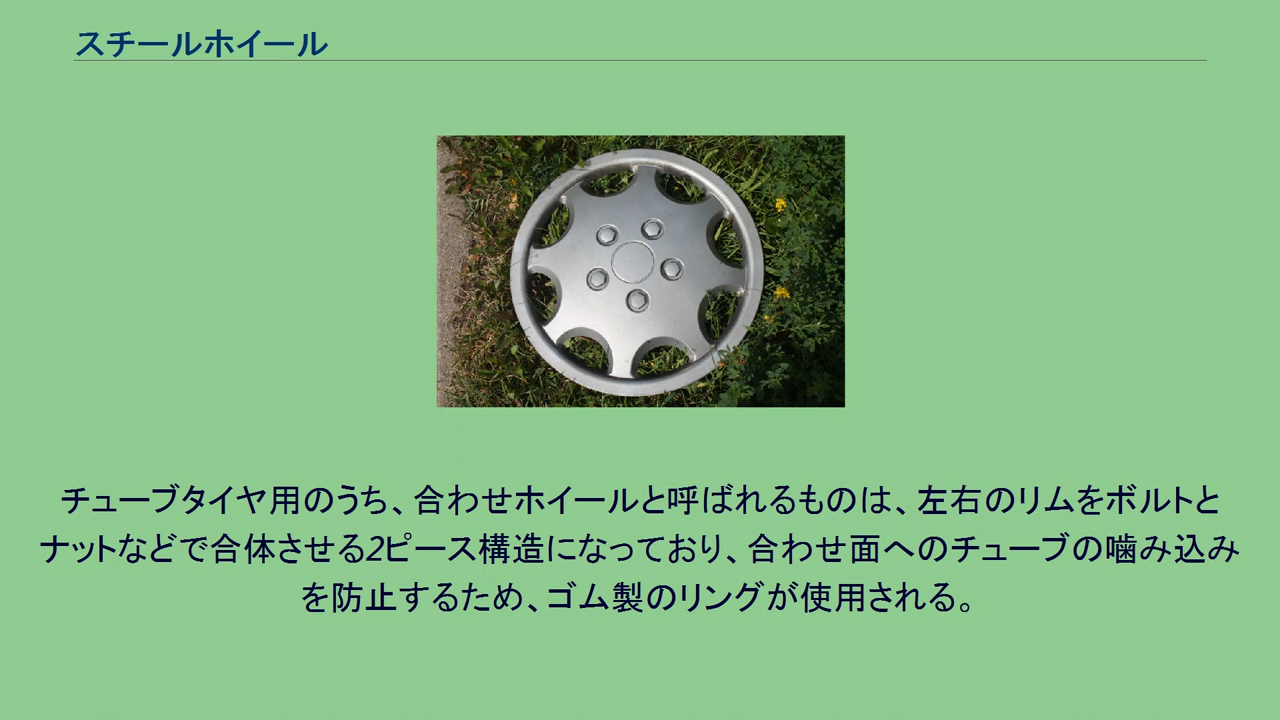 スチールホイール
チューブタイヤ用のうち、合わせホイールと呼ばれるものは、左右のリムをボルトと
ナットなどで合体させる2ピース構造になっており、合わせ面へのチューブの噛み込み
を防止するため、ゴム製のリングが使用される。